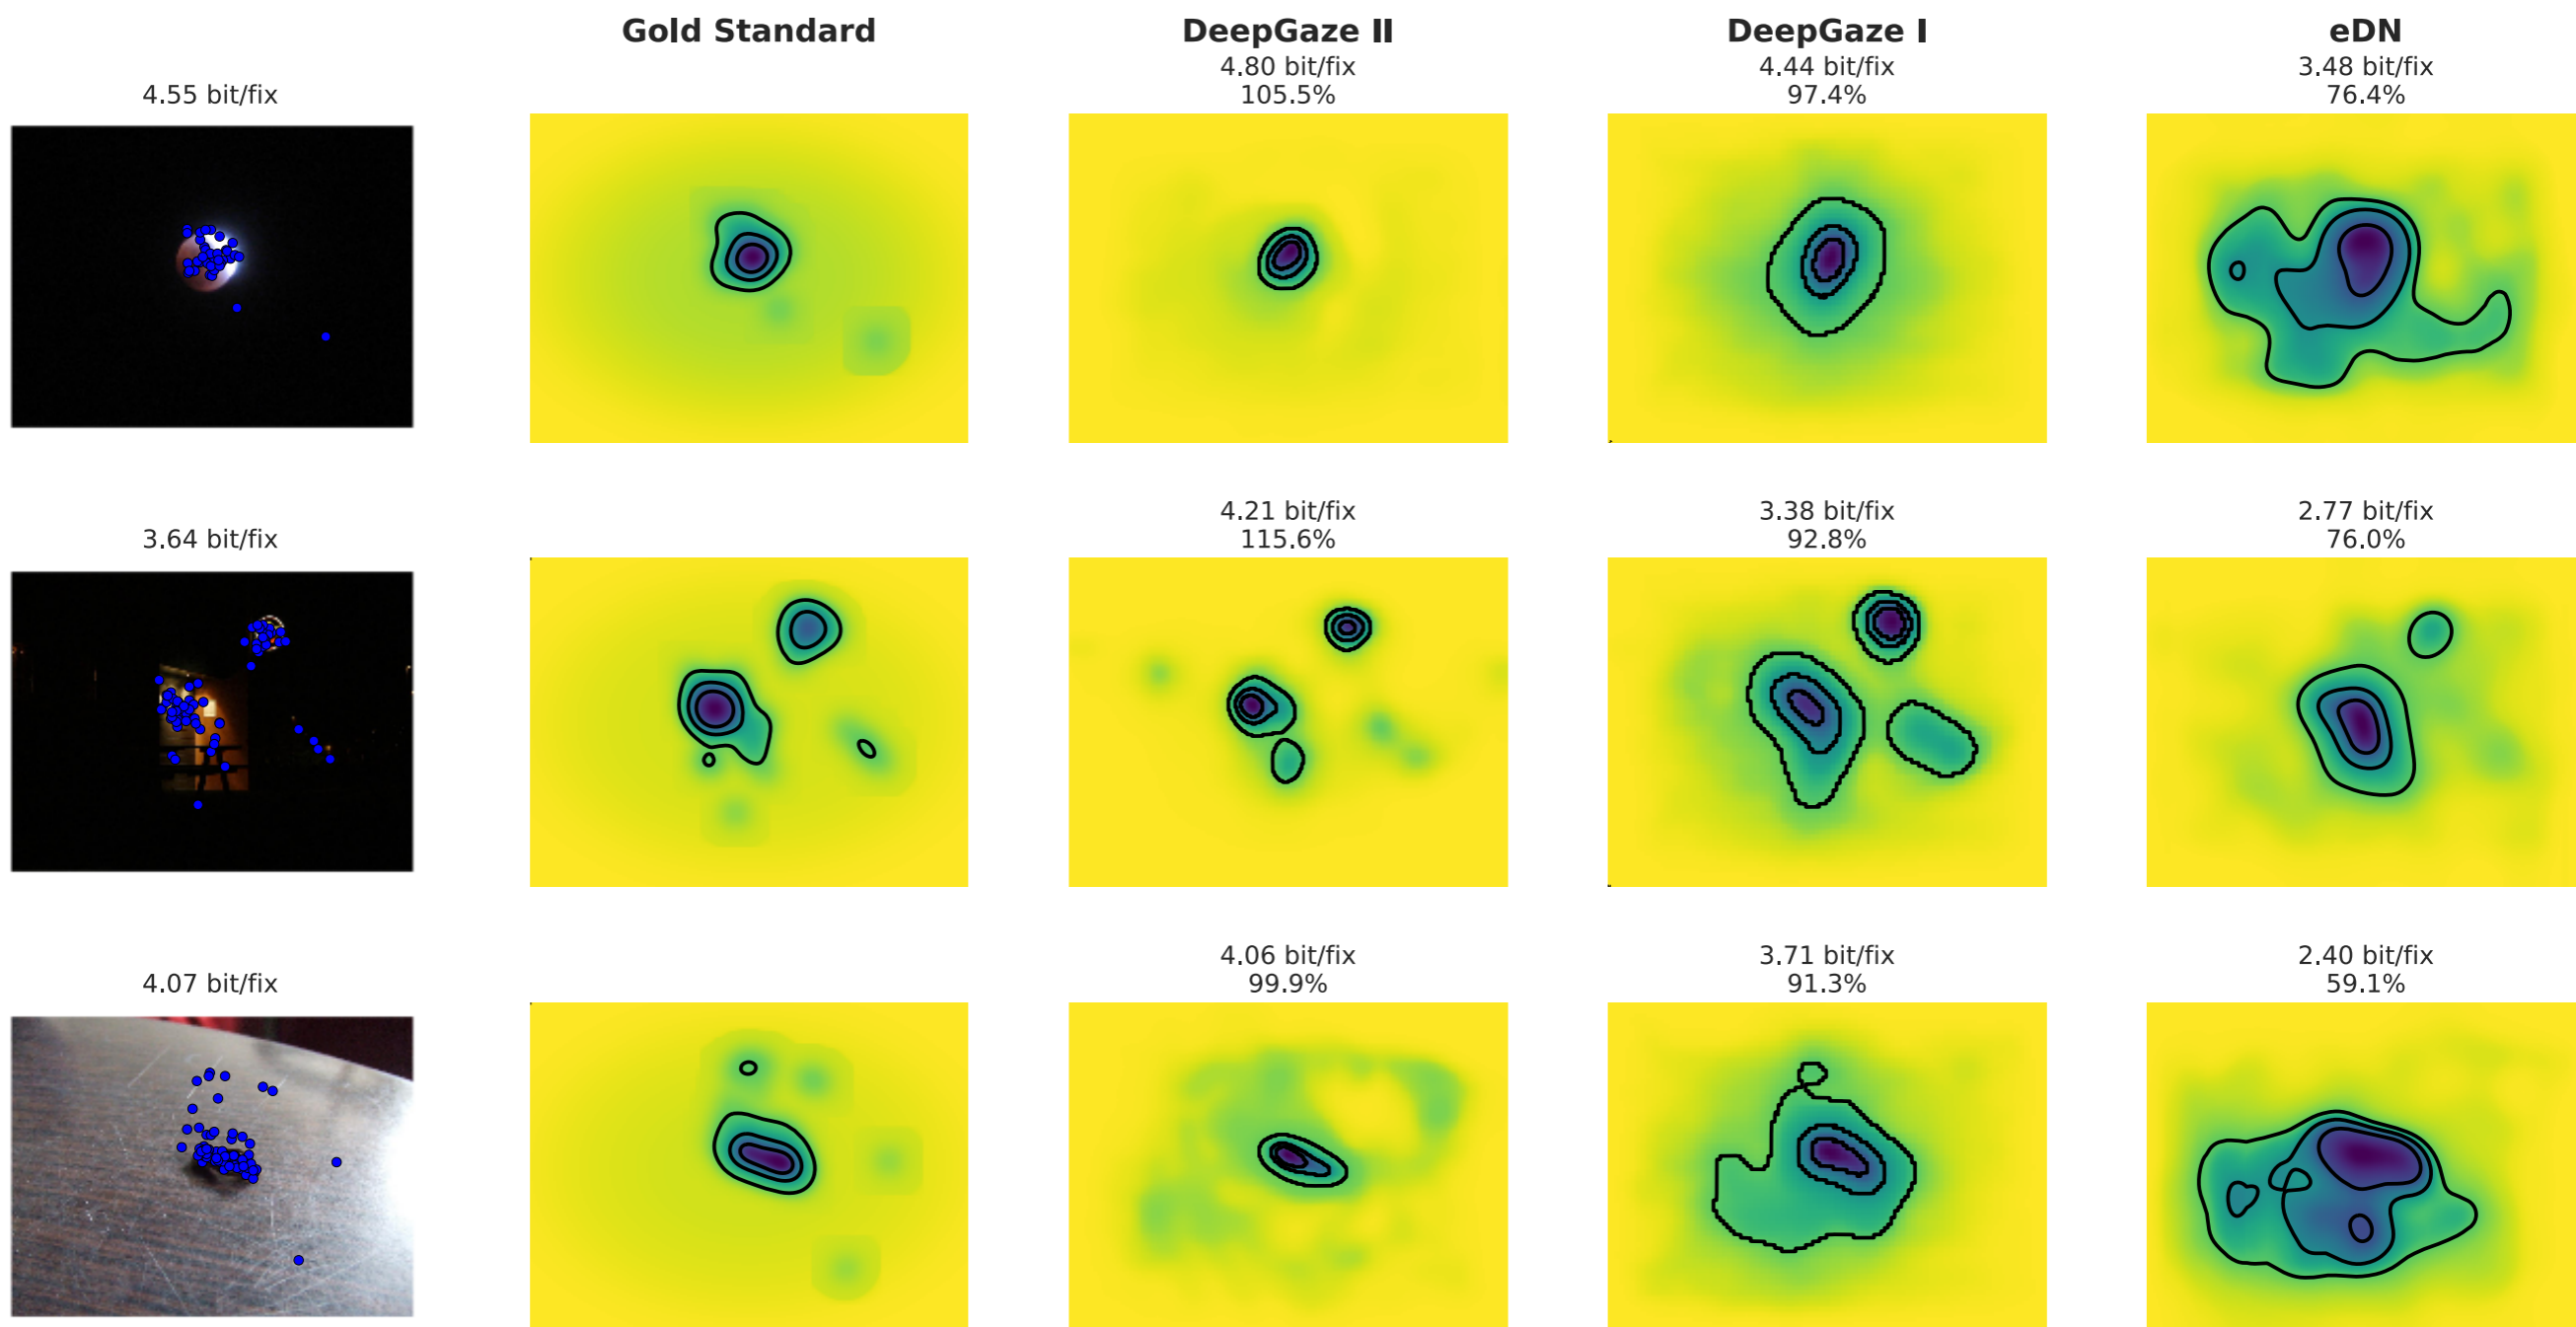 Gold Standard
DeepGaze II
DeepGaze I
eDN
4.55 bit/fix
4.80 bit/fix
105.5%
4.44 bit/fix
97.4%
3.48 bit/fix
76.4%
3.64 bit/fix
4.21 bit/fix
115.6%
3.38 bit/fix
92.8%
2.77 bit/fix
76.0%
4.07 bit/fix
4.06 bit/fix
99.9%
3.71 bit/fix
91.3%
2.40 bit/fix
59.1%